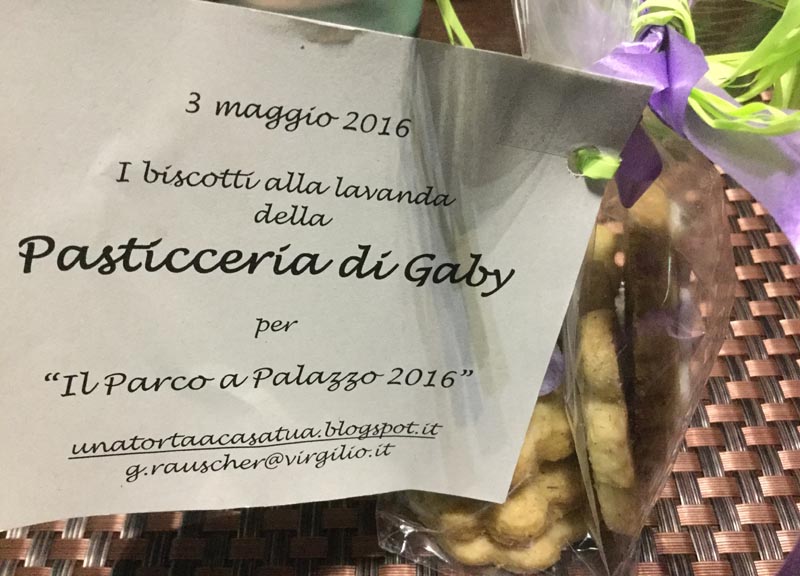 3 maggio 2016
I biscotti alla lavanda
della
Pasticceria di Gaby
per
“Il Parco a Palazzo 2016”
unatortaacasatua.blogspot.it
g.rauscher@virgilio.it